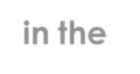 in the